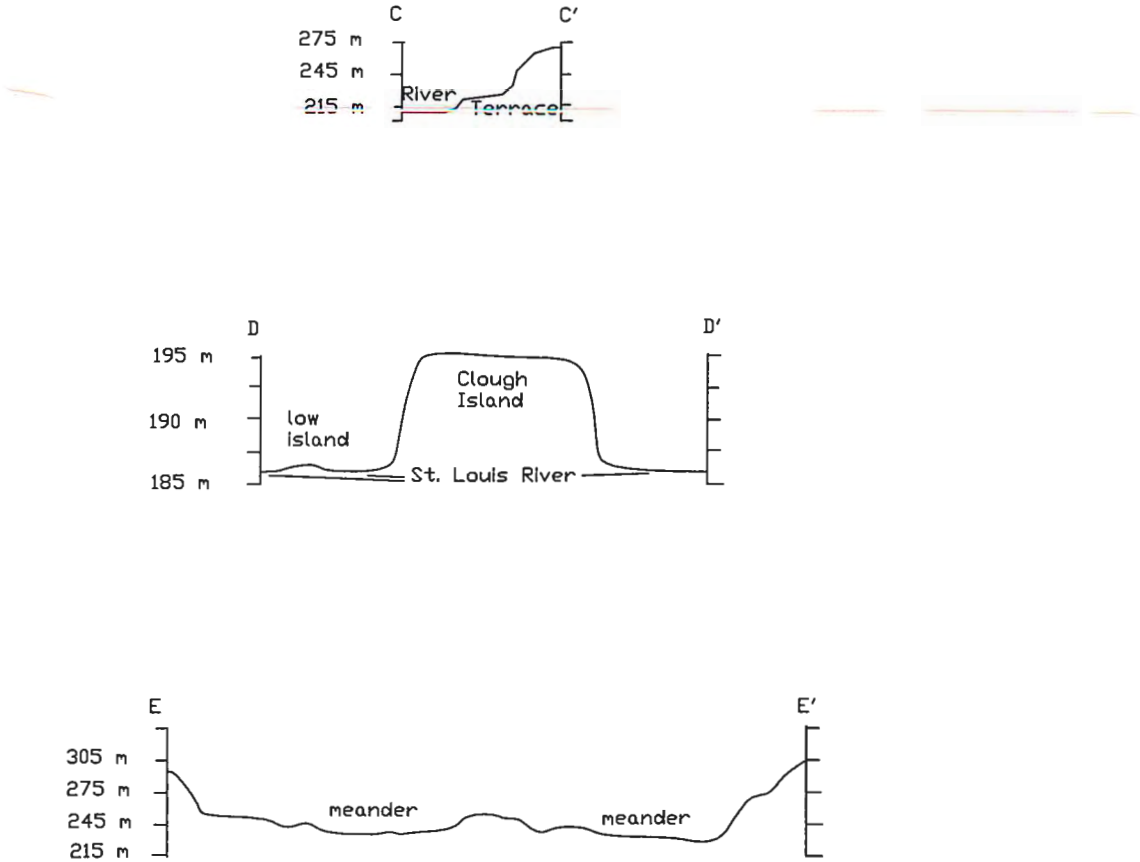 C C′
275 m
245 m
River
215 m Terrace
D D′
195 m
Clough
Island
190 m
low
island
St. Louis River
185 m
E E′
305 m
275 m
meander
meander
245 m
215 m